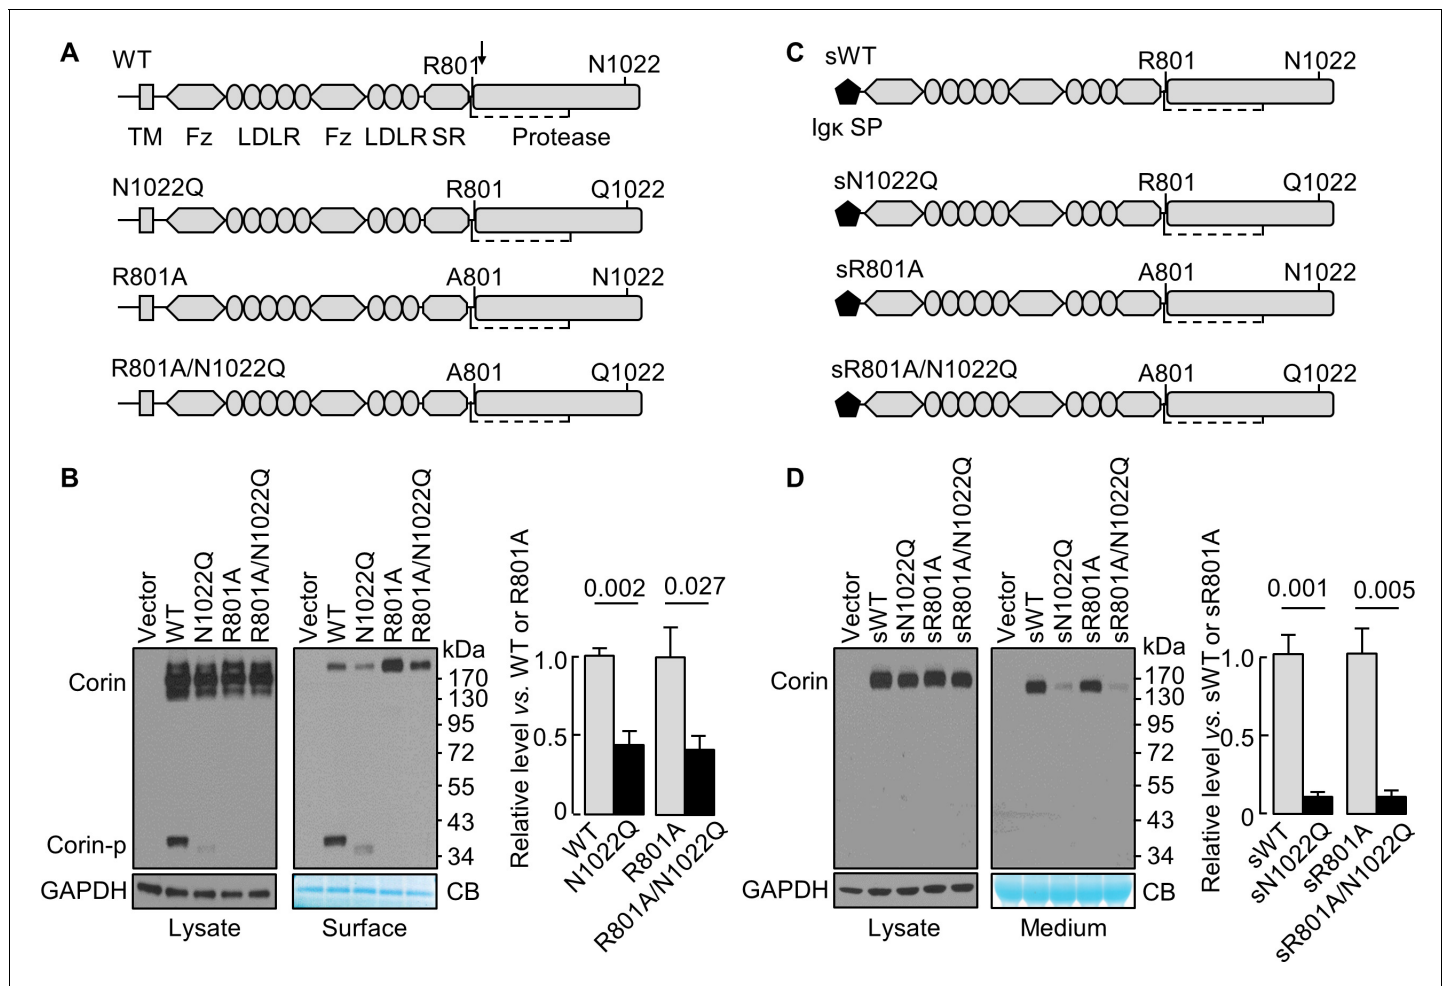 A
WT
R801
N1022
TM Fz LDLR Fz LDLR SR Protease
N1022Q
R801
Q1022
R801A
A801
N1022
R801A/N1022Q
A801
Q1022
C
sWT
R801
N1022
Igκ SP
sN1022Q
R801
Q1022
sR801A
A801
N1022
sR801A/N1022Q
A801
Q1022
B
Vector
WT
N1022Q
R801A
R801A/N1022Q
Vector
WT
N1022Q
R801A
R801A/N1022Q
kDa
170
130
95
72
55
43
34
Corin
Corin-p
GAPDH
CB
Lysate
Surface
Relative level vs. WT or R801A
0.002
0.027
1.0
0.5
0
WT
N1022Q
R801A
R801A/N1022Q
D
Vector
sWT
sN1022Q
sR801A
sR801A/N1022Q
Vector
sWT
sN1022Q
sR801A
sR801A/N1022Q
kDa
170
130
95
72
55
43
34
Corin
GAPDH
CB
Lysate
Medium
Relative level vs. sWT or sR801A
0.001
0.005
1.0
0.5
0
sWT
sN1022Q
sR801A
sR801A/N1022Q